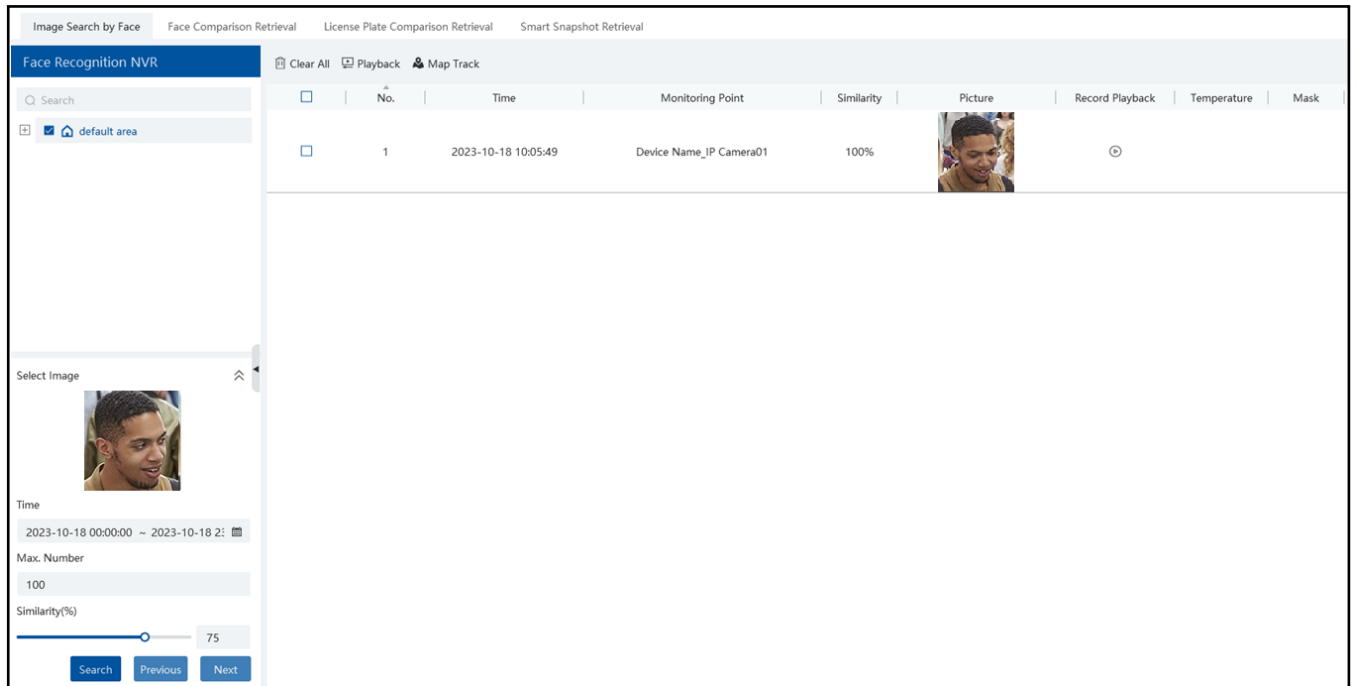 Image Search by Face Face Comparison Retrieval License Plate Comparison Retrieval Smart Snapshot Retrieval
Face Recognition NVR
Clear All Playback Map Track
Search
No. Time Monitoring Point Similarity Picture Record Playback Temperature Mask
default area
1 2023-10-18 10:05:49 Device Name_IP Camera01 100%
Select Image
Time
2023-10-18 00:00:00 ~ 2023-10-18 23
Max. Number
100
Similarity(%)
75
Search Previous Next